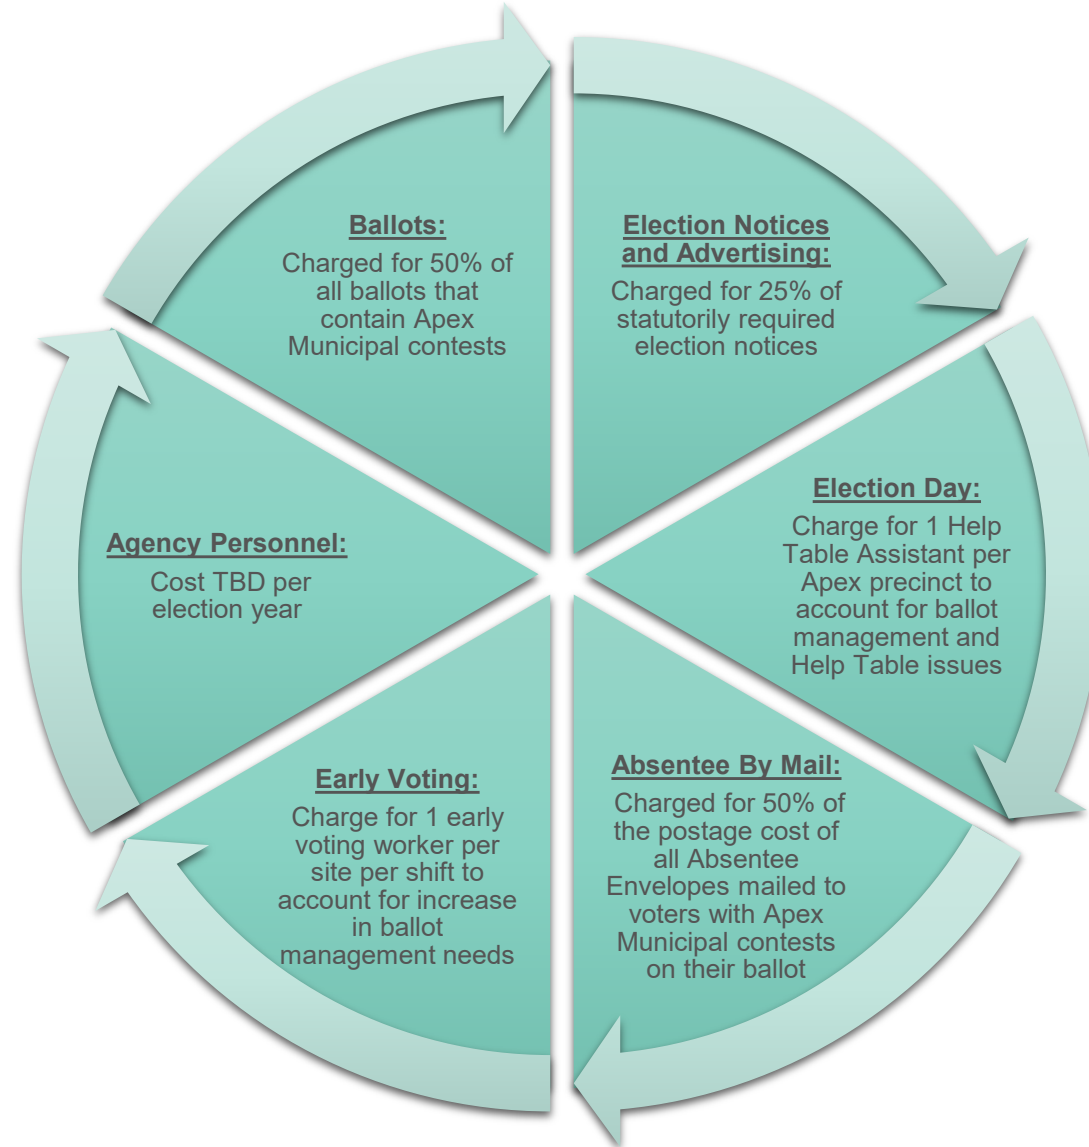 Ballots:
Charged for 50% of
all ballots that
contain Apex
Municipal contests
Election Notices
and Advertising:
Charged for 25% of
statutorily required
election notices
Election Day:
Charge for 1 Help
Table Assistant per
Apex precinct to
account for ballot
management and
Help Table issues
Absentee By Mail:
Charged for 50% of
the postage cost of
all Absentee
Envelopes mailed to
voters with Apex
Municipal contests
on their ballot
Early Voting:
Charge for 1 early
voting worker per
site per shift to
account for increase
in ballot
management needs
Agency Personnel:
Cost TBD per
election year